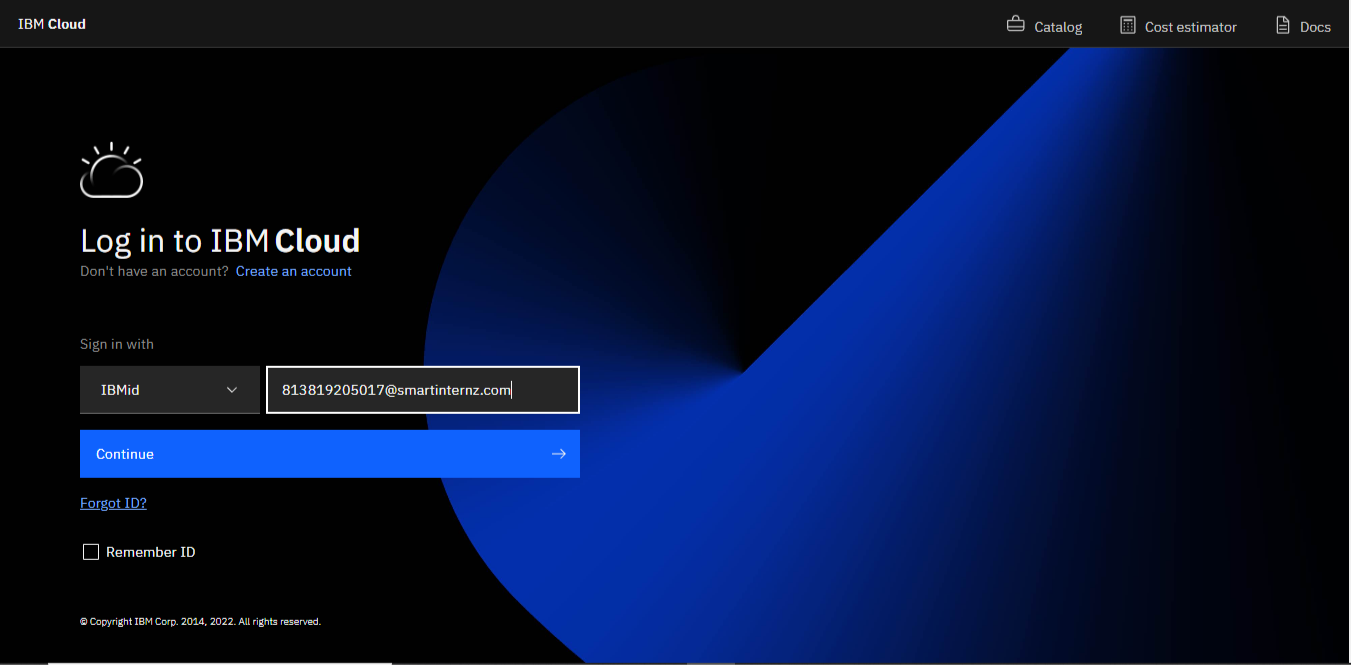 IBM Cloud
Catalog
Cost estimator
Docs
Log in to IBM Cloud
Don't have an account? Create an account
Sign in with
IBMid
813819205017@smartinternz.com
Continue
Forgot ID?
Remember ID
© Copyright IBM Corp. 2014, 2022. All rights reserved.